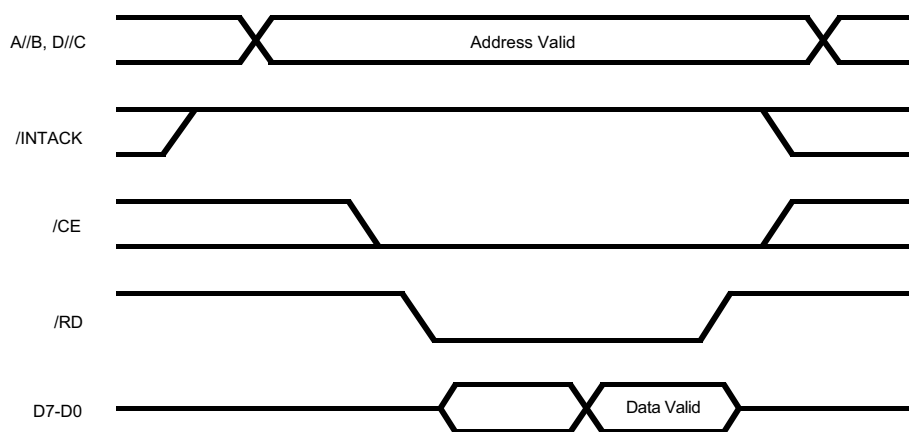 A//B, D//C
Address Valid
/INTACK
/CE
/RD
D7-D0
Data Valid